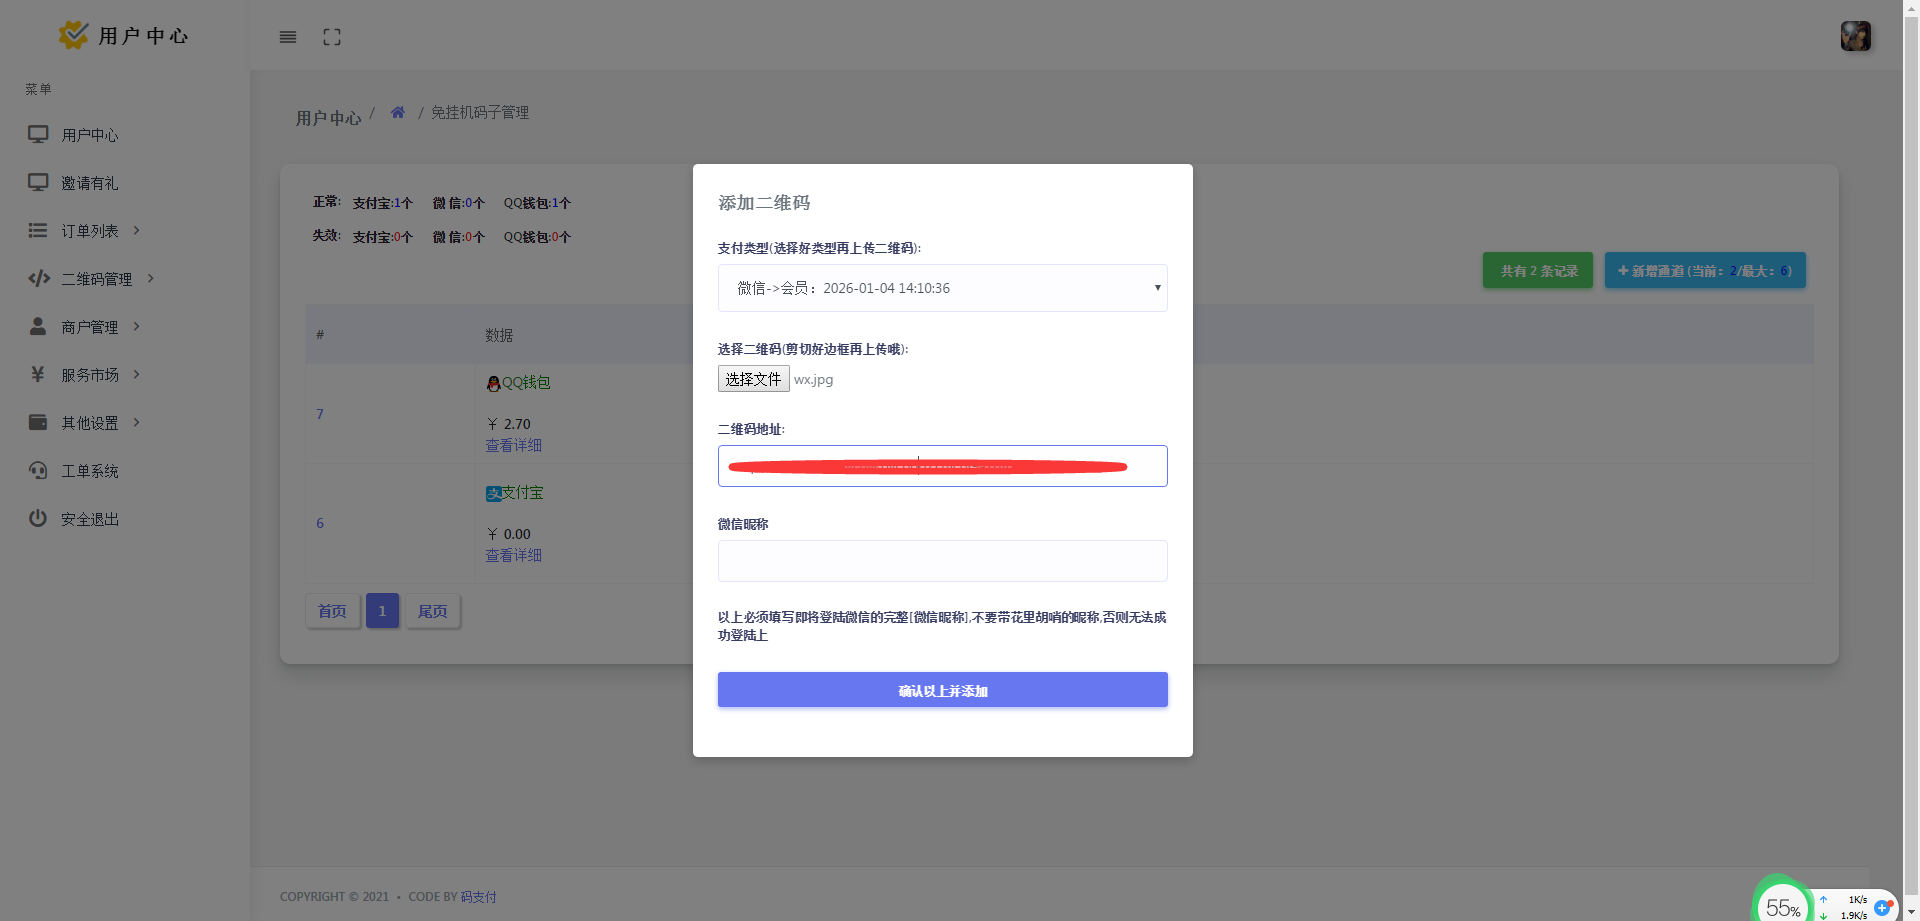 用户中心
菜单
用户中心
邀请有礼
订单列表
二维码管理
商户管理
服务市场
其他设置
工单系统
安全退出
用户中心 / / 免挂机码子管理
正常: 支付宝:1个 微信:0个 QQ钱包:1个
失效: 支付宝:0个 微信:0个 QQ钱包:0个
共有 2 条记录
新增通道 (当前：2/最大：6)
# 数据
7
QQ钱包
￥ 2.70
查看详细
6
支付宝
￥ 0.00
查看详细
首页 1 尾页
添加二维码
支付类型(选择好类型再上传二维码):
微信->会员：2026-01-04 14:10:36
选择二维码(剪切好边框再上传哦):
选择文件 wx.jpg
二维码地址:
微信昵称
以上必须填写即将登陆微信的完整[微信昵称],不要带花里胡哨的昵称,否则无法成
功登陆上
确认以上并添加
COPYRIGHT © 2021 • CODE BY 码支付
55%
↑ 1K/s
↓ 1.9K/s